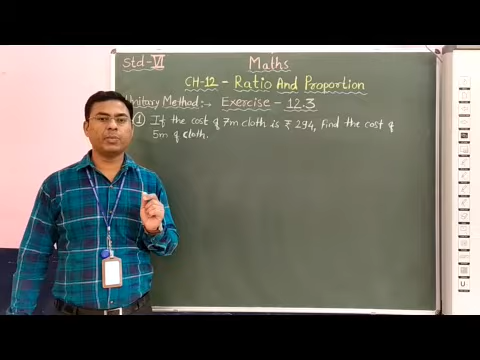 Std-VI
Maths
CH-12 - Ratio And Proportion
Unitary Method:→ Exercise - 12.3
① If the cost of 7m cloth is ₹ 294, find the cost of
5m of cloth.
U